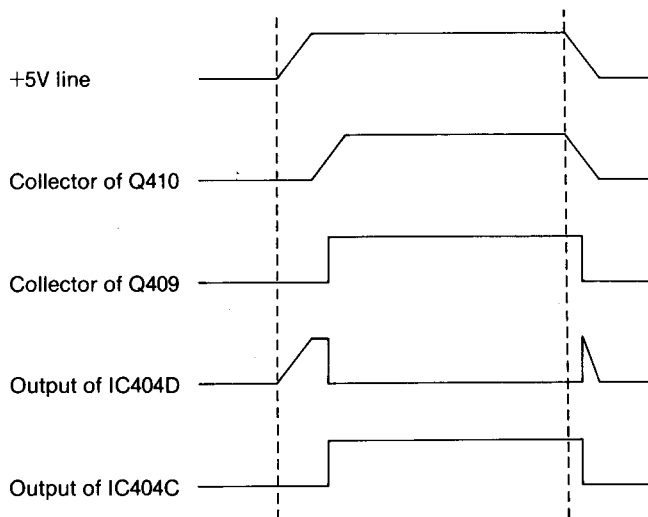 +5V line
Collector of Q410
Collector of Q409
Output of IC404D
Output of IC404C